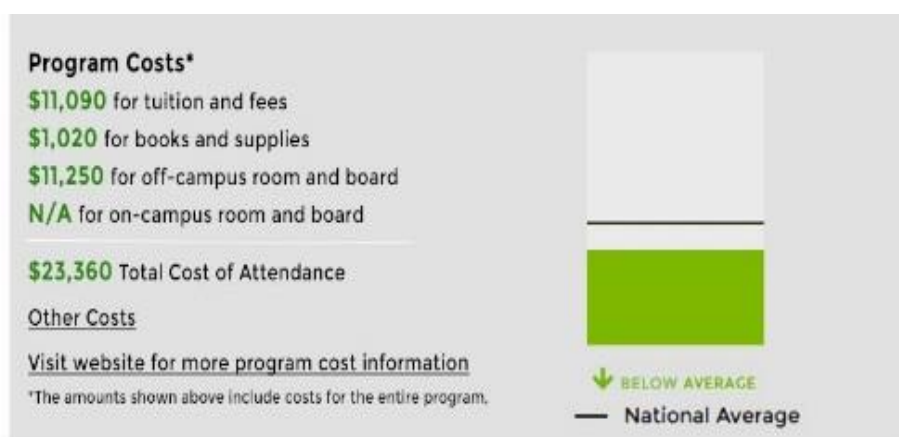 Program Costs*
$11,090 for tuition and fees
$1,020 for books and supplies
$11,250 for off-campus room and board
N/A for on-campus room and board
$23,360 Total Cost of Attendance
Other Costs
Visit website for more program cost information
*The amounts shown above include costs for the entire program.
BELOW AVERAGE
National Average